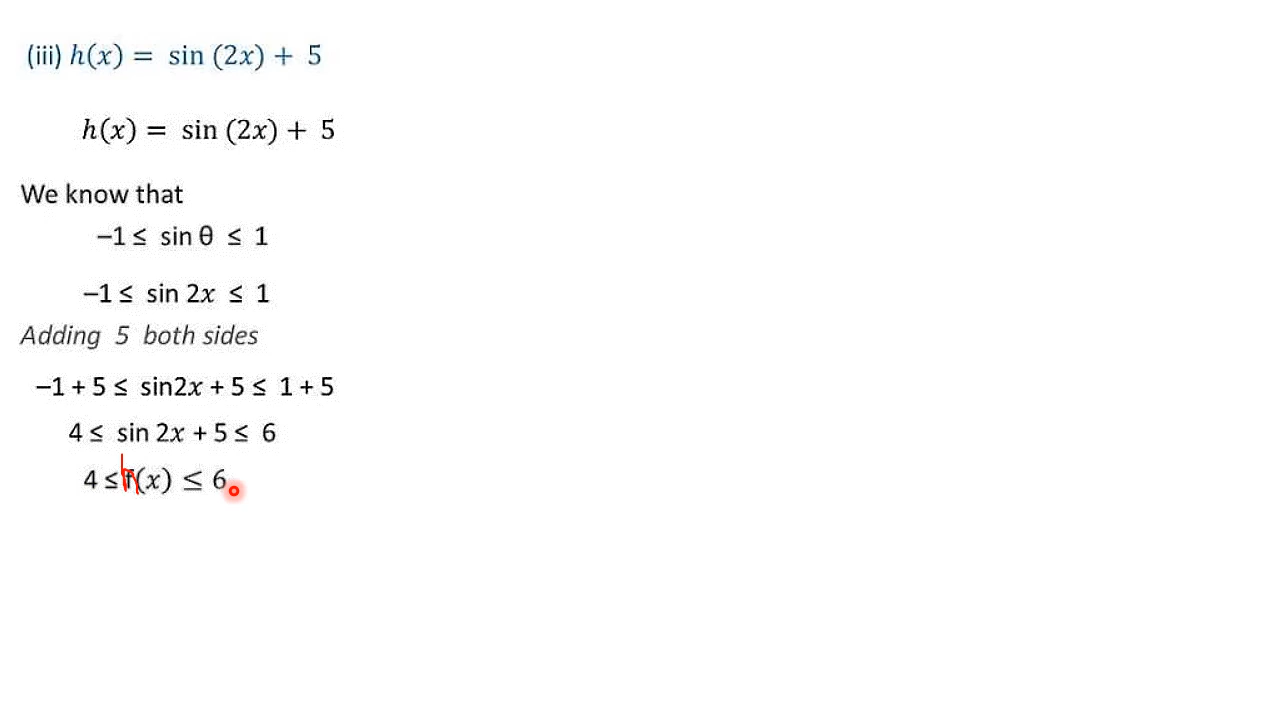 (iii) h(x) = sin (2x) + 5
h(x) = sin (2x) + 5
We know that
–1 ≤ sin θ ≤ 1
–1 ≤ sin 2x ≤ 1
Adding 5 both sides
–1 + 5 ≤ sin2x + 5 ≤ 1 + 5
4 ≤ sin 2x + 5 ≤ 6
4 ≤ h(x) ≤ 6